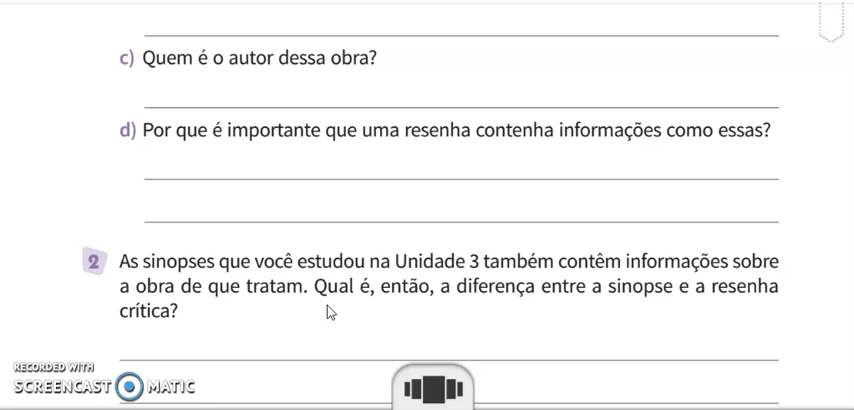 c) Quem é o autor dessa obra?
d) Por que é importante que uma resenha contenha informações como essas?
2 As sinopses que você estudou na Unidade 3 também contêm informações sobre
a obra de que tratam. Qual é, então, a diferença entre a sinopse e a resenha
crítica?
RECORDED WITH
SCREENCAST MATIC